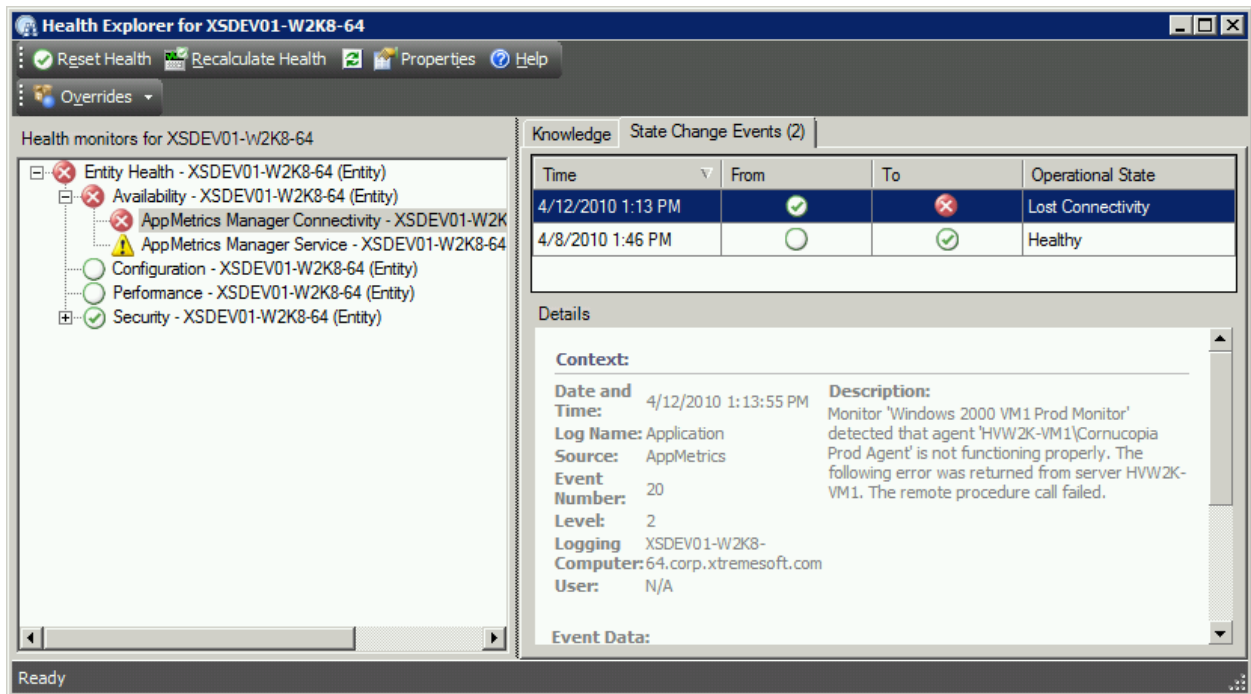 Health Explorer for XSDEV01-W2K8-64
Reset Health Recalculate Health Properties Help
Overrides
Health monitors for XSDEV01-W2K8-64
Entity Health - XSDEV01-W2K8-64 (Entity)
Availability - XSDEV01-W2K8-64 (Entity)
AppMetrics Manager Connectivity - XSDEV01-W2K
AppMetrics Manager Service - XSDEV01-W2K8-64
Configuration - XSDEV01-W2K8-64 (Entity)
Performance - XSDEV01-W2K8-64 (Entity)
Security - XSDEV01-W2K8-64 (Entity)
Knowledge State Change Events (2)
Time From To Operational State
4/12/2010 1:13 PM Lost Connectivity
4/8/2010 1:46 PM Healthy
Details
Context:
Date and Time: 4/12/2010 1:13:55 PM
Log Name: Application
Source: AppMetrics
Event Number: 20
Level: 2
Logging Computer: XSDEV01-W2K8-64.corp.xtremesoft.com
User: N/A
Description:
Monitor 'Windows 2000 VM1 Prod Monitor'
detected that agent 'HVW2K-VM1\Cornucopia
Prod Agent' is not functioning properly. The
following error was returned from server HVW2K-
VM1. The remote procedure call failed.
Event Data:
Ready